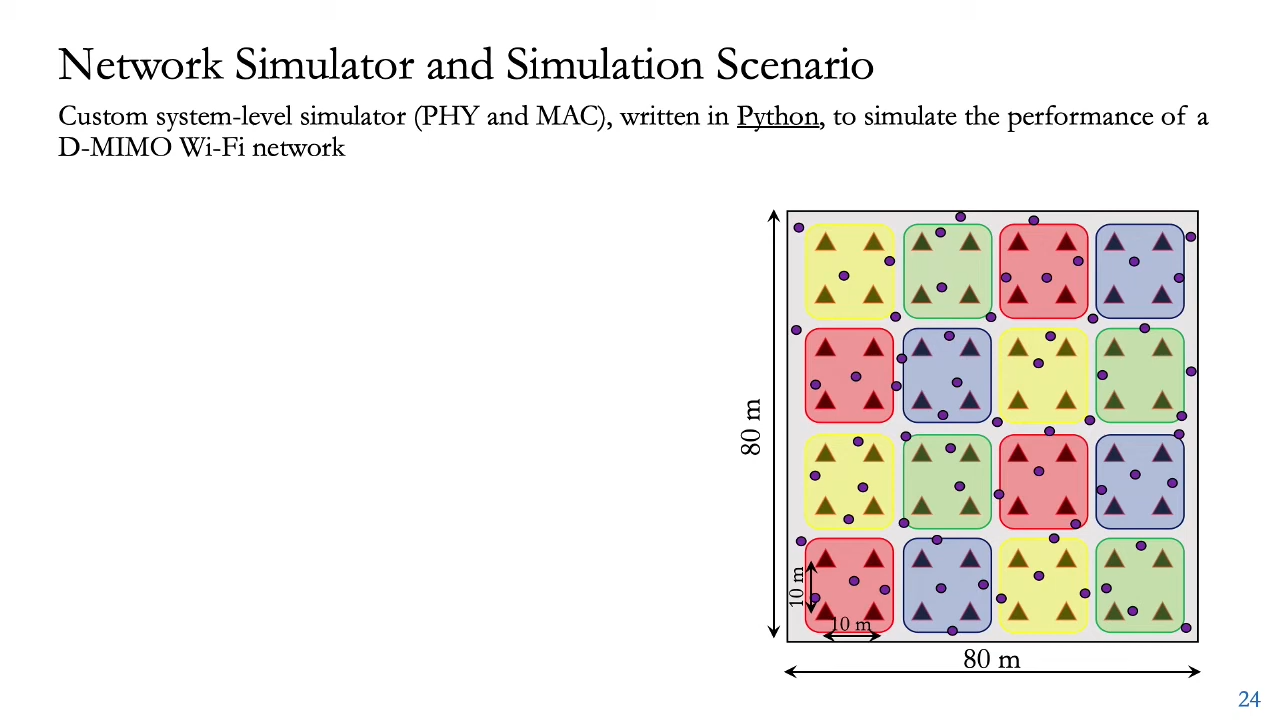 Network Simulator and Simulation Scenario
Custom system-level simulator (PHY and MAC), written in Python, to simulate the performance of a
D-MIMO Wi-Fi network
80 m
10 m
10 m
80 m
24